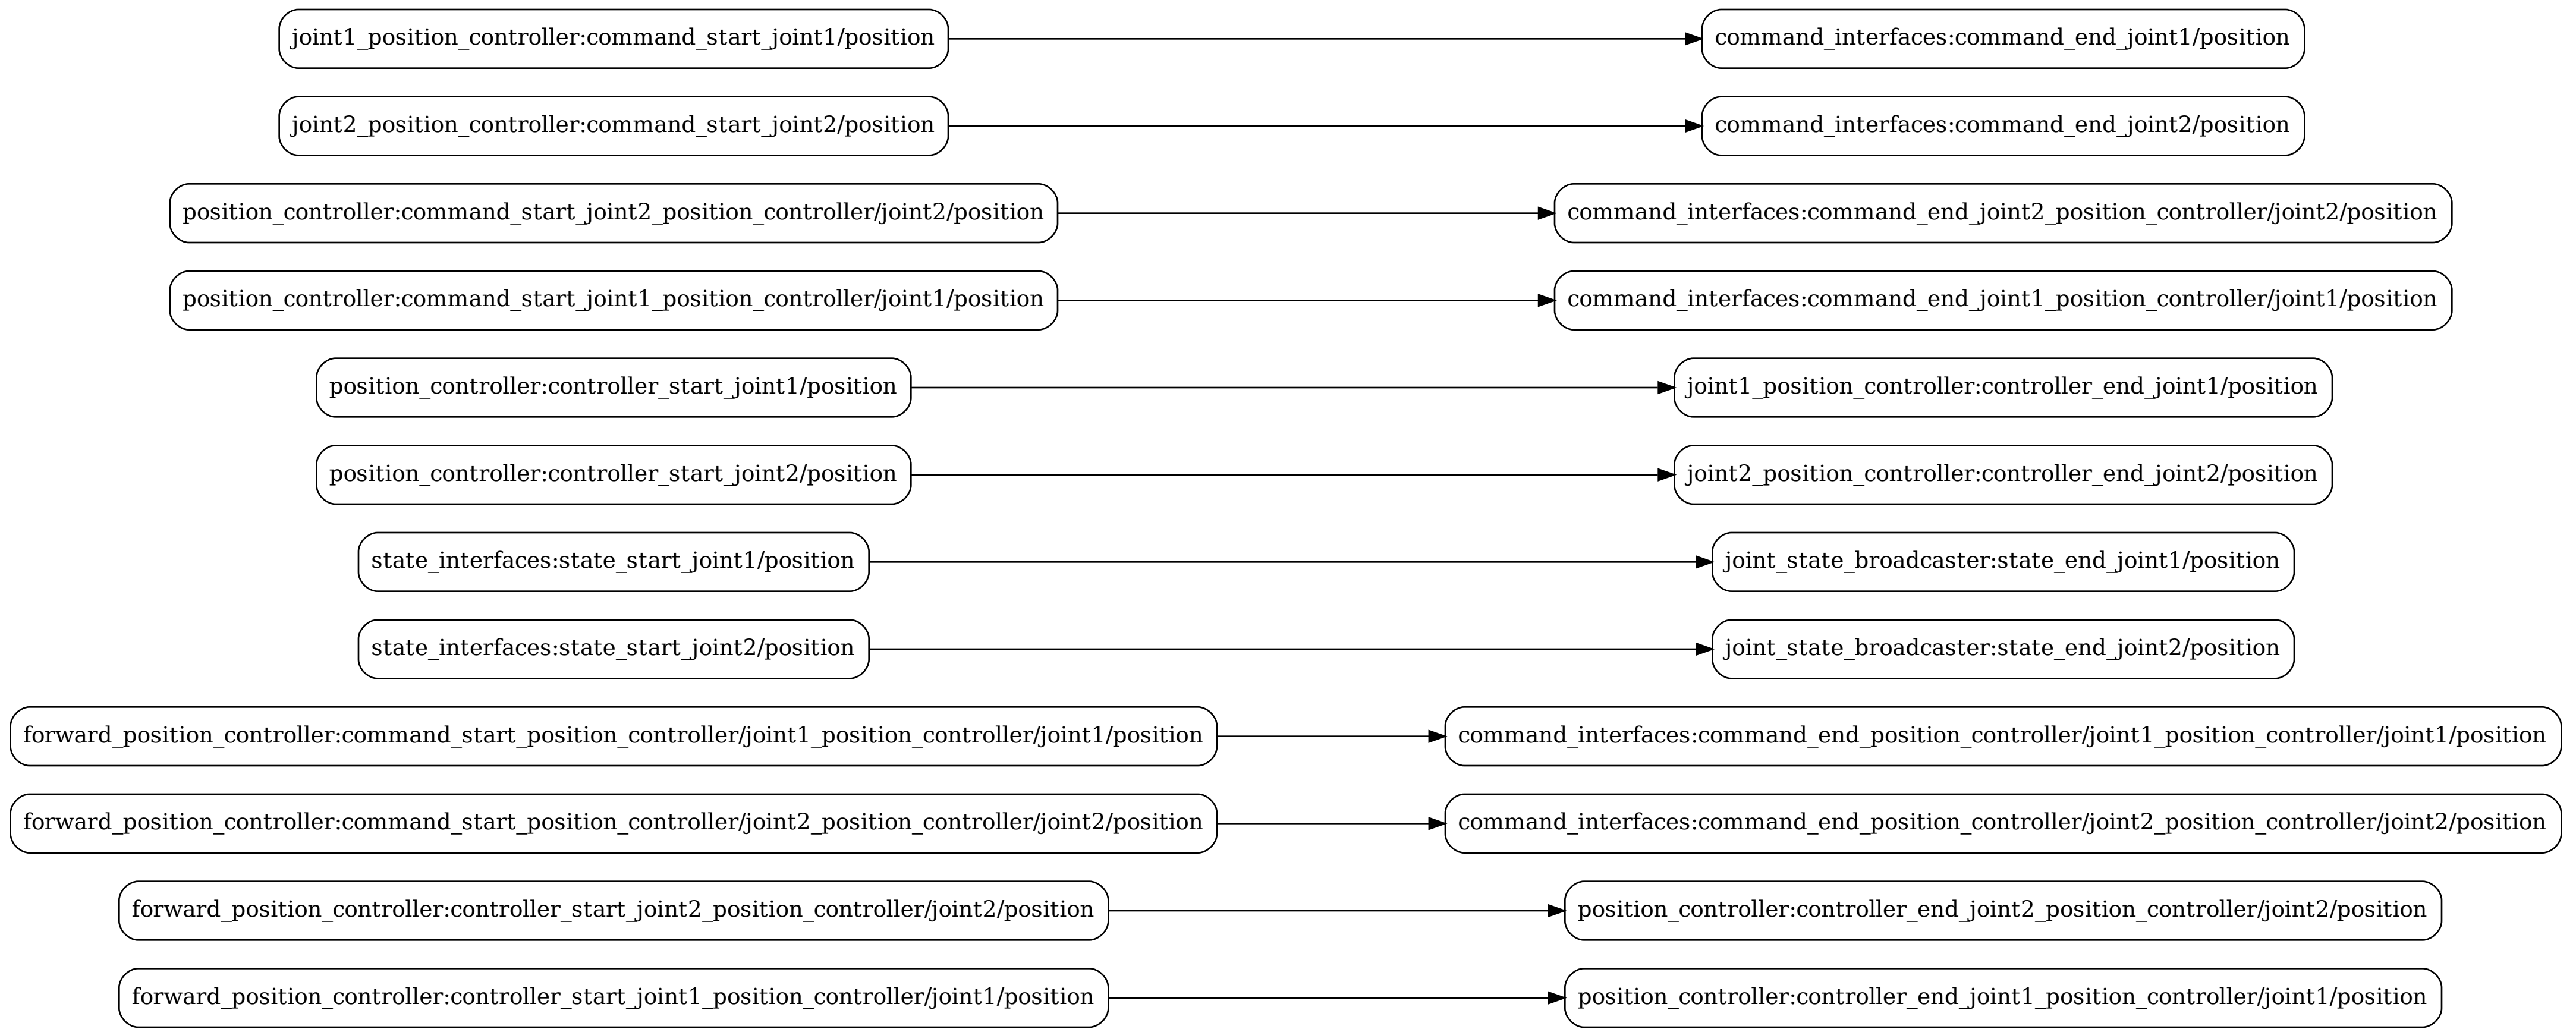 joint1_position_controller:command_start_joint1/position
command_interfaces:command_end_joint1/position
joint2_position_controller:command_start_joint2/position
command_interfaces:command_end_joint2/position
position_controller:command_start_joint2_position_controller/joint2/position
command_interfaces:command_end_joint2_position_controller/joint2/position
position_controller:command_start_joint1_position_controller/joint1/position
command_interfaces:command_end_joint1_position_controller/joint1/position
position_controller:controller_start_joint1/position
joint1_position_controller:controller_end_joint1/position
position_controller:controller_start_joint2/position
joint2_position_controller:controller_end_joint2/position
state_interfaces:state_start_joint1/position
joint_state_broadcaster:state_end_joint1/position
state_interfaces:state_start_joint2/position
joint_state_broadcaster:state_end_joint2/position
forward_position_controller:command_start_position_controller/joint1_position_controller/joint1/position
command_interfaces:command_end_position_controller/joint1_position_controller/joint1/position
forward_position_controller:command_start_position_controller/joint2_position_controller/joint2/position
command_interfaces:command_end_position_controller/joint2_position_controller/joint2/position
forward_position_controller:controller_start_joint2_position_controller/joint2/position
position_controller:controller_end_joint2_position_controller/joint2/position
forward_position_controller:controller_start_joint1_position_controller/joint1/position
position_controller:controller_end_joint1_position_controller/joint1/position